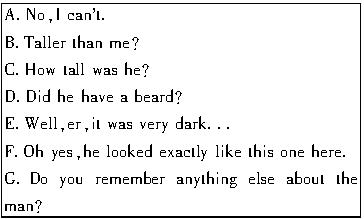 A. No,I can't.
B. Taller than me?
C. How tall was he?
D. Did he have a beard?
E. Well,er,it was very dark...
F. Oh yes,he looked exactly like this one here.
G. Do you remember anything else about the
man?